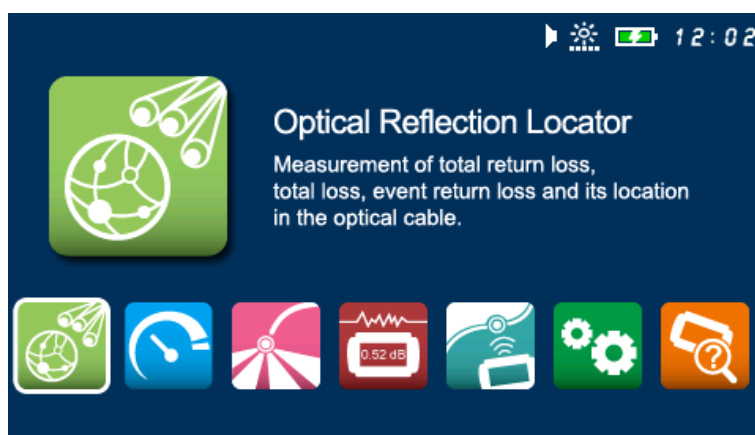 12:02
Optical Reflection Locator
Measurement of total return loss,
total loss, event return loss and its location
in the optical cable.
0.52 dB
?